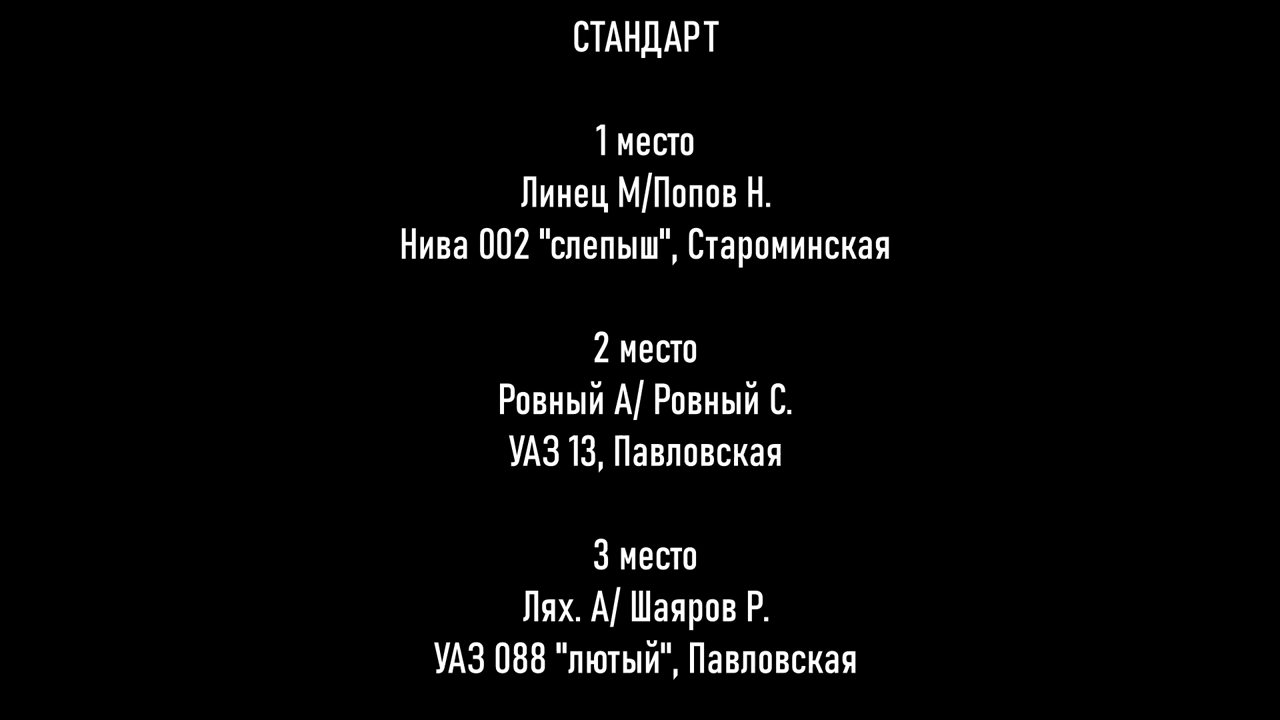 СТАНДАРТ
1 место
Линец М/Попов Н.
Нива 002 "слепыш", Староминская
2 место
Ровный А/ Ровный С.
УАЗ 13, Павловская
3 место
Лях. А/ Шаяров Р.
УАЗ 088 "лютый", Павловская